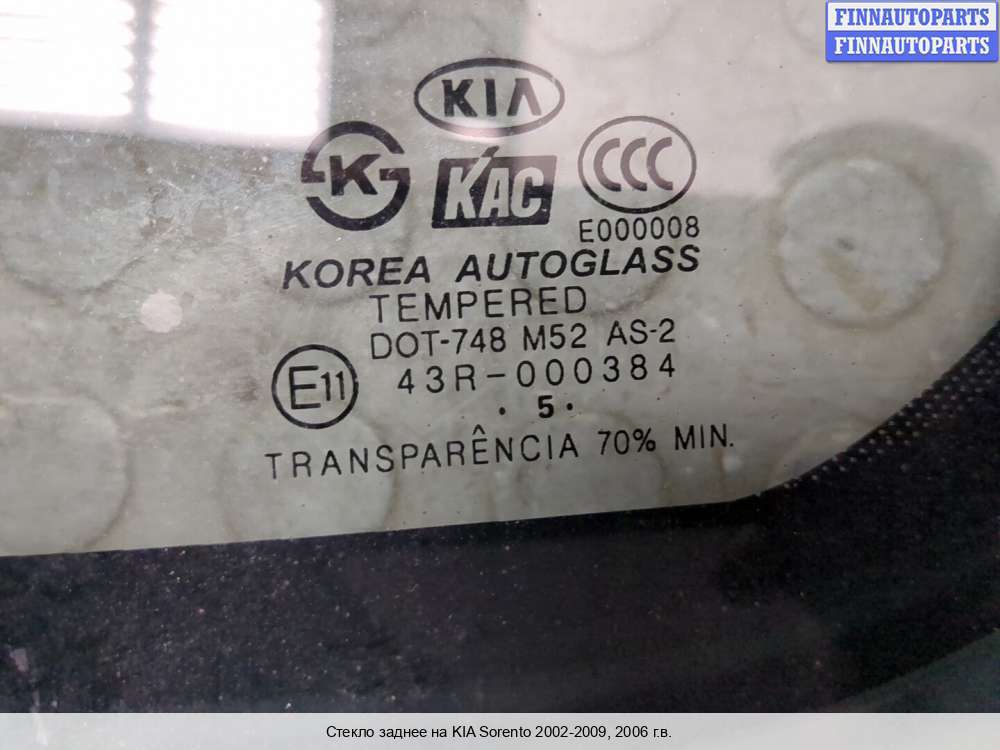 FINNAUTOPARTS
FINNAUTOPARTS
KIA
K
KAC
CCC
E000008
KOREA AUTOGLASS
TEMPERED
DOT-748 M52 AS-2
E11
43R-000384
. 5 .
TRANSPARÊNCIA 70% MIN.
Стекло заднее на KIA Sorento 2002-2009, 2006 г.в.